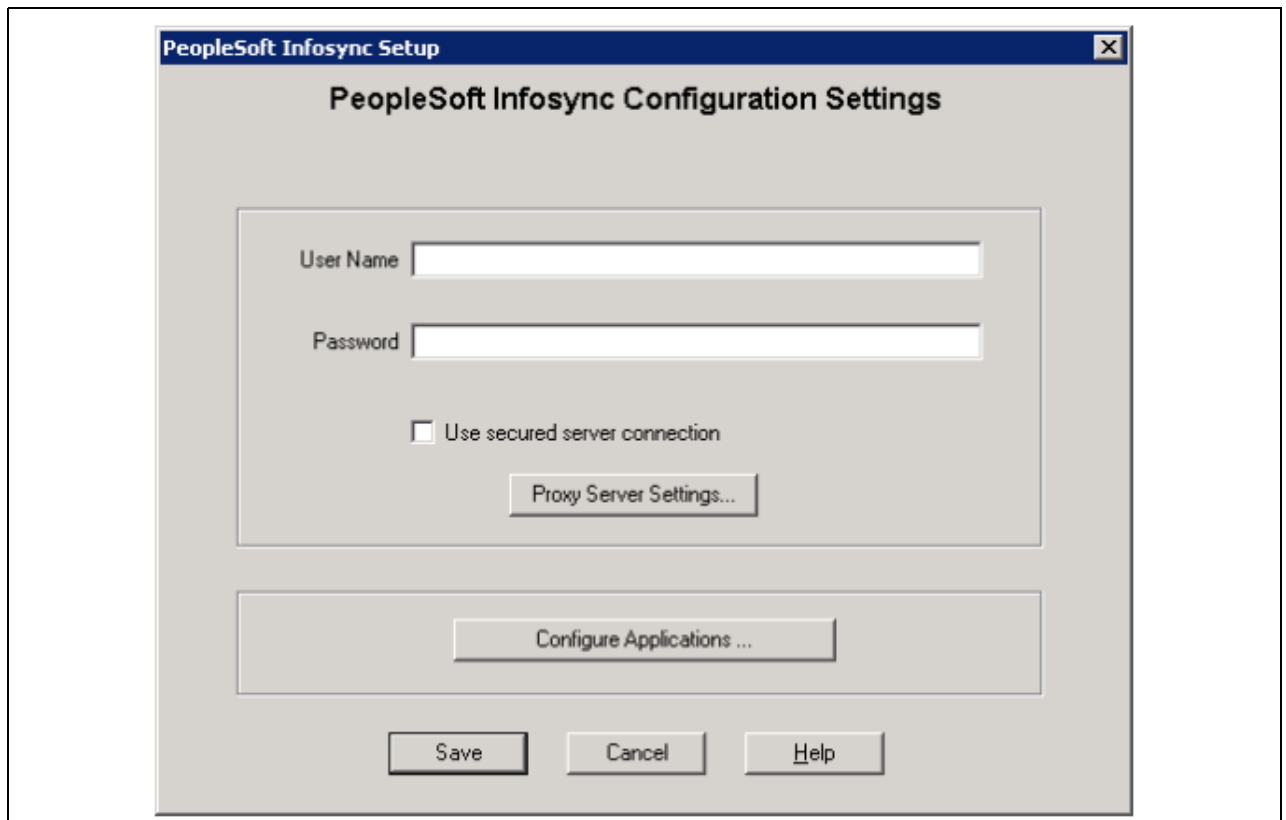 PeopleSoft Infosync Setup
PeopleSoft Infosync Configuration Settings
User Name
Password
Use secured server connection
Proxy Server Settings...
Configure Applications ...
Save Cancel Help